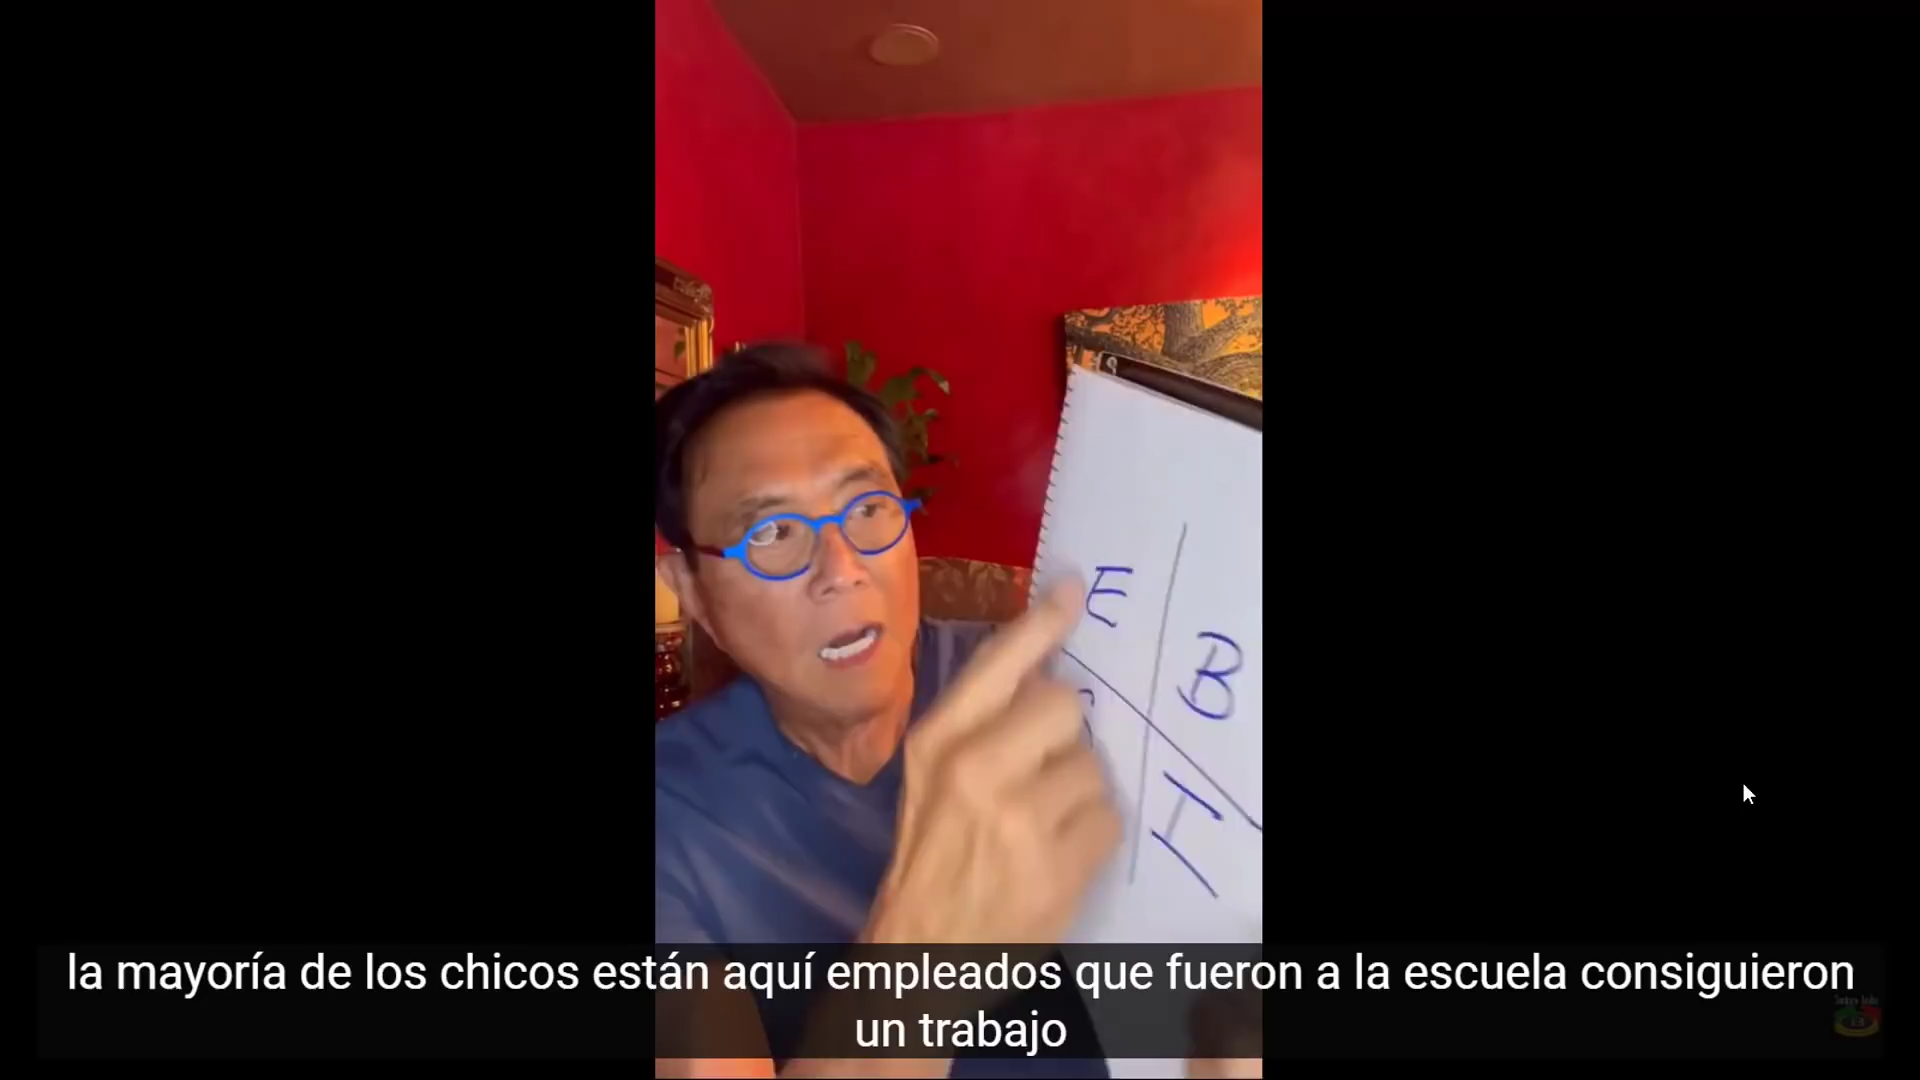 E
B
S
I
la mayoría de los chicos están aquí empleados que fueron a la escuela consiguieron
un trabajo